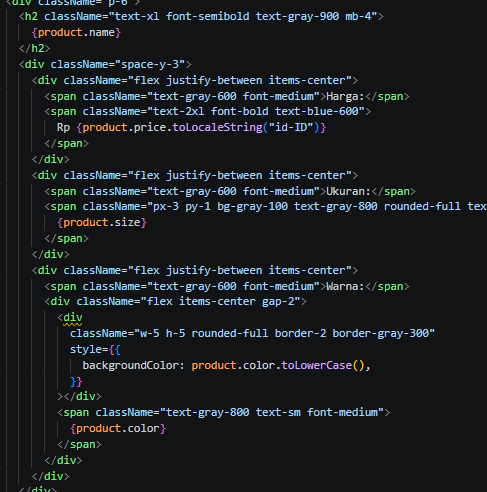 <div className="p-6">
<h2 className="text-xl font-semibold text-gray-900 mb-4">
{product.name}
</h2>
<div className="space-y-3">
<div className="flex justify-between items-center">
<span className="text-gray-600 font-medium">Harga:</span>
<span className="text-2xl font-bold text-blue-600">
Rp {product.price.toLocaleString("id-ID")}
</span>
</div>
<div className="flex justify-between items-center">
<span className="text-gray-600 font-medium">Ukuran:</span>
<span className="px-3 py-1 bg-gray-100 text-gray-800 rounded-full tex
{product.size}
</span>
</div>
<div className="flex justify-between items-center">
<span className="text-gray-600 font-medium">Warna:</span>
<div className="flex items-center gap-2">
<div
className="w-5 h-5 rounded-full border-2 border-gray-300"
style={{
backgroundColor: product.color.toLowerCase(),
}}
></div>
<span className="text-gray-800 text-sm font-medium">
{product.color}
</span>
</div>
</div>
</div>